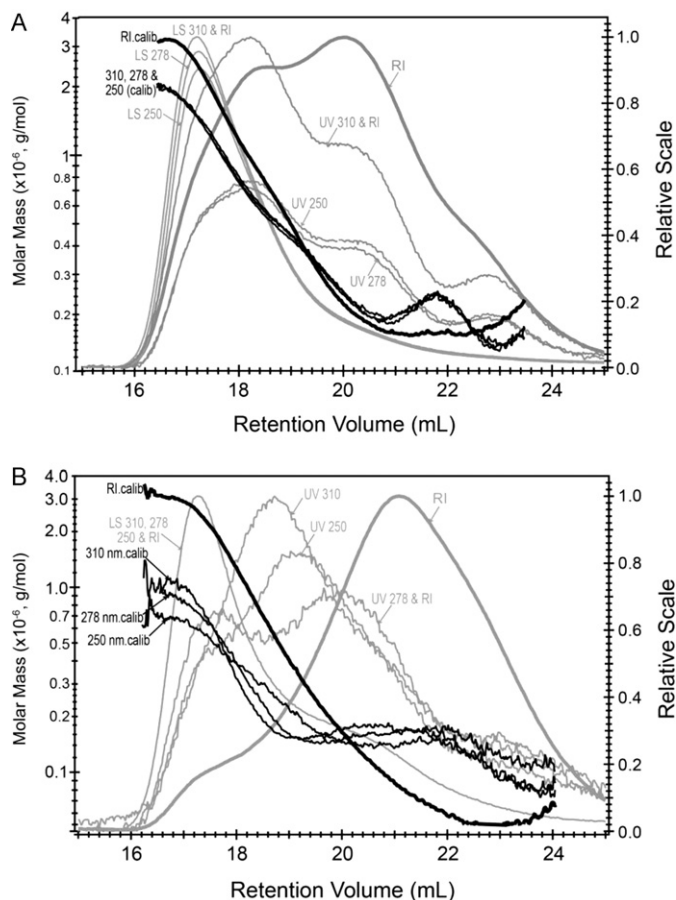 A
4
3
2
1
0.8
0.6
0.4
0.3
0.2
0.1
Molar Mass (x10⁻⁶, g/mol)
RI.calib
LS 310 & RI
LS 278
310, 278 &
250 (calib)
LS 250
UV 310 & RI
RI
UV 250
UV 278
1.0
0.8
0.6
0.4
0.2
0.0
Relative Scale
16 18 20 22 24
Retention Volume (mL)
B
4.0
3.0
2.0
1.0
0.7
0.5
0.3
0.2
0.1
Molar Mass (x10⁻⁶, g/mol)
RI.calib
LS 310, 278
250 & RI
310 nm.calib
278 nm.calib
250 nm.calib
UV 310
UV 250
RI
UV 278 & RI
1.0
0.8
0.6
0.4
0.2
0.0
Relative Scale
16 18 20 22 24
Retention Volume (mL)